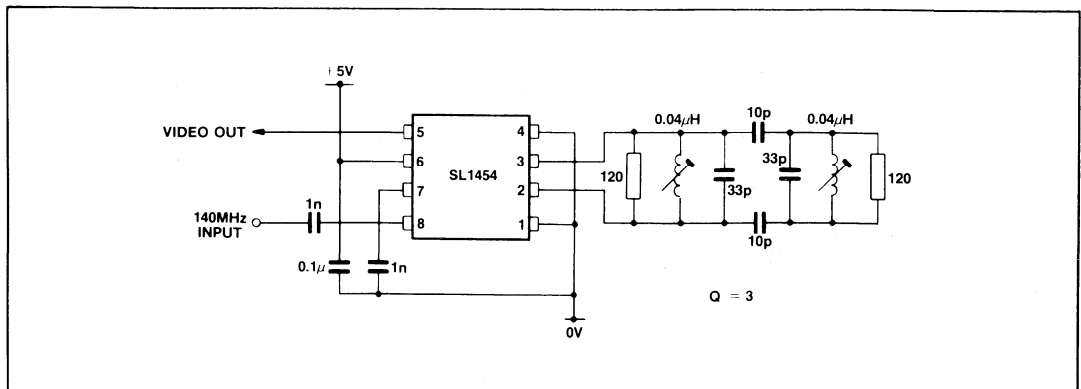 + 5V
VIDEO OUT
5
4
0.04μH
10p
0.04μH
6
3
SL1454
120
33p
33p
120
7
2
1n
140MHz
INPUT
8
1
10p
0.1μ
1n
Q = 3
0V